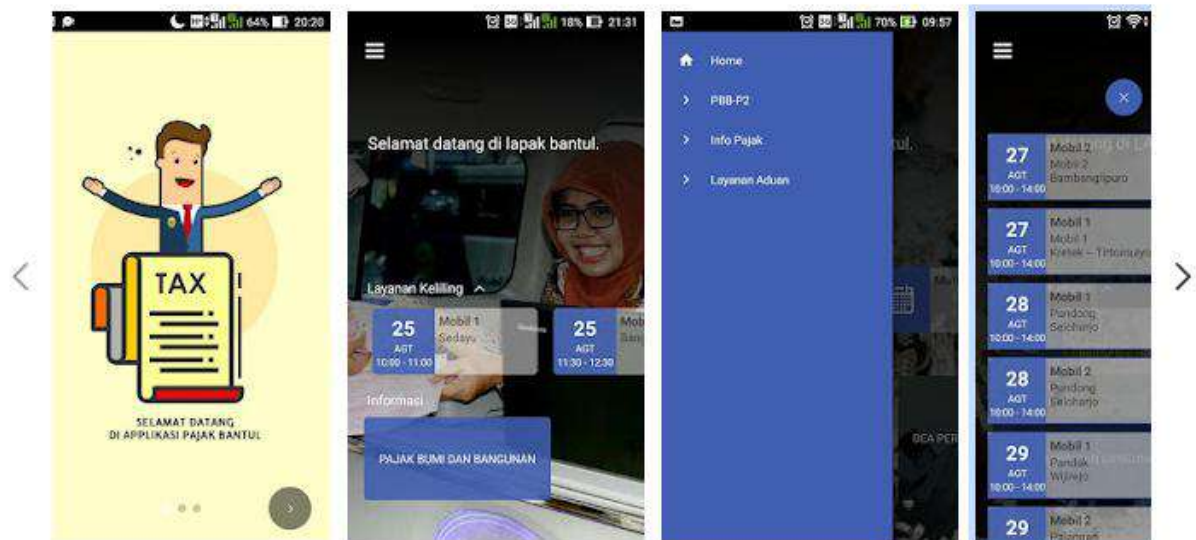 64% 20:20
TAX
SELAMAT DATANG
DI APPLIKASI PAJAK BANTUL
18% 21:31
Selamat datang di lapak bantul.
Layanan Keliling
25
AGT
10:00 - 11:00
Mobil 1
Sedayu
25
AGT
11:30 - 12:30
Informasi
PAJAK BUMI DAN BANGUNAN
70% 09:57
Home
PBB-P2
Info Pajak
Layanan Aduan
BEA PER
27
AGT
10:00 - 14:00
Mobil 2
Mobil 2
Bambanglipuro
27
AGT
10:00 - 14:00
Mobil 1
Mobil 1
28
AGT
10:00 - 14:00
Mobil 1
Pundong
Seloharjo
28
AGT
10:00 - 14:00
Mobil 2
Pundong
Seloharjo
29
AGT
10:00 - 14:00
Mobil 1
Pandak
Wijirejo
29
Mobil 2